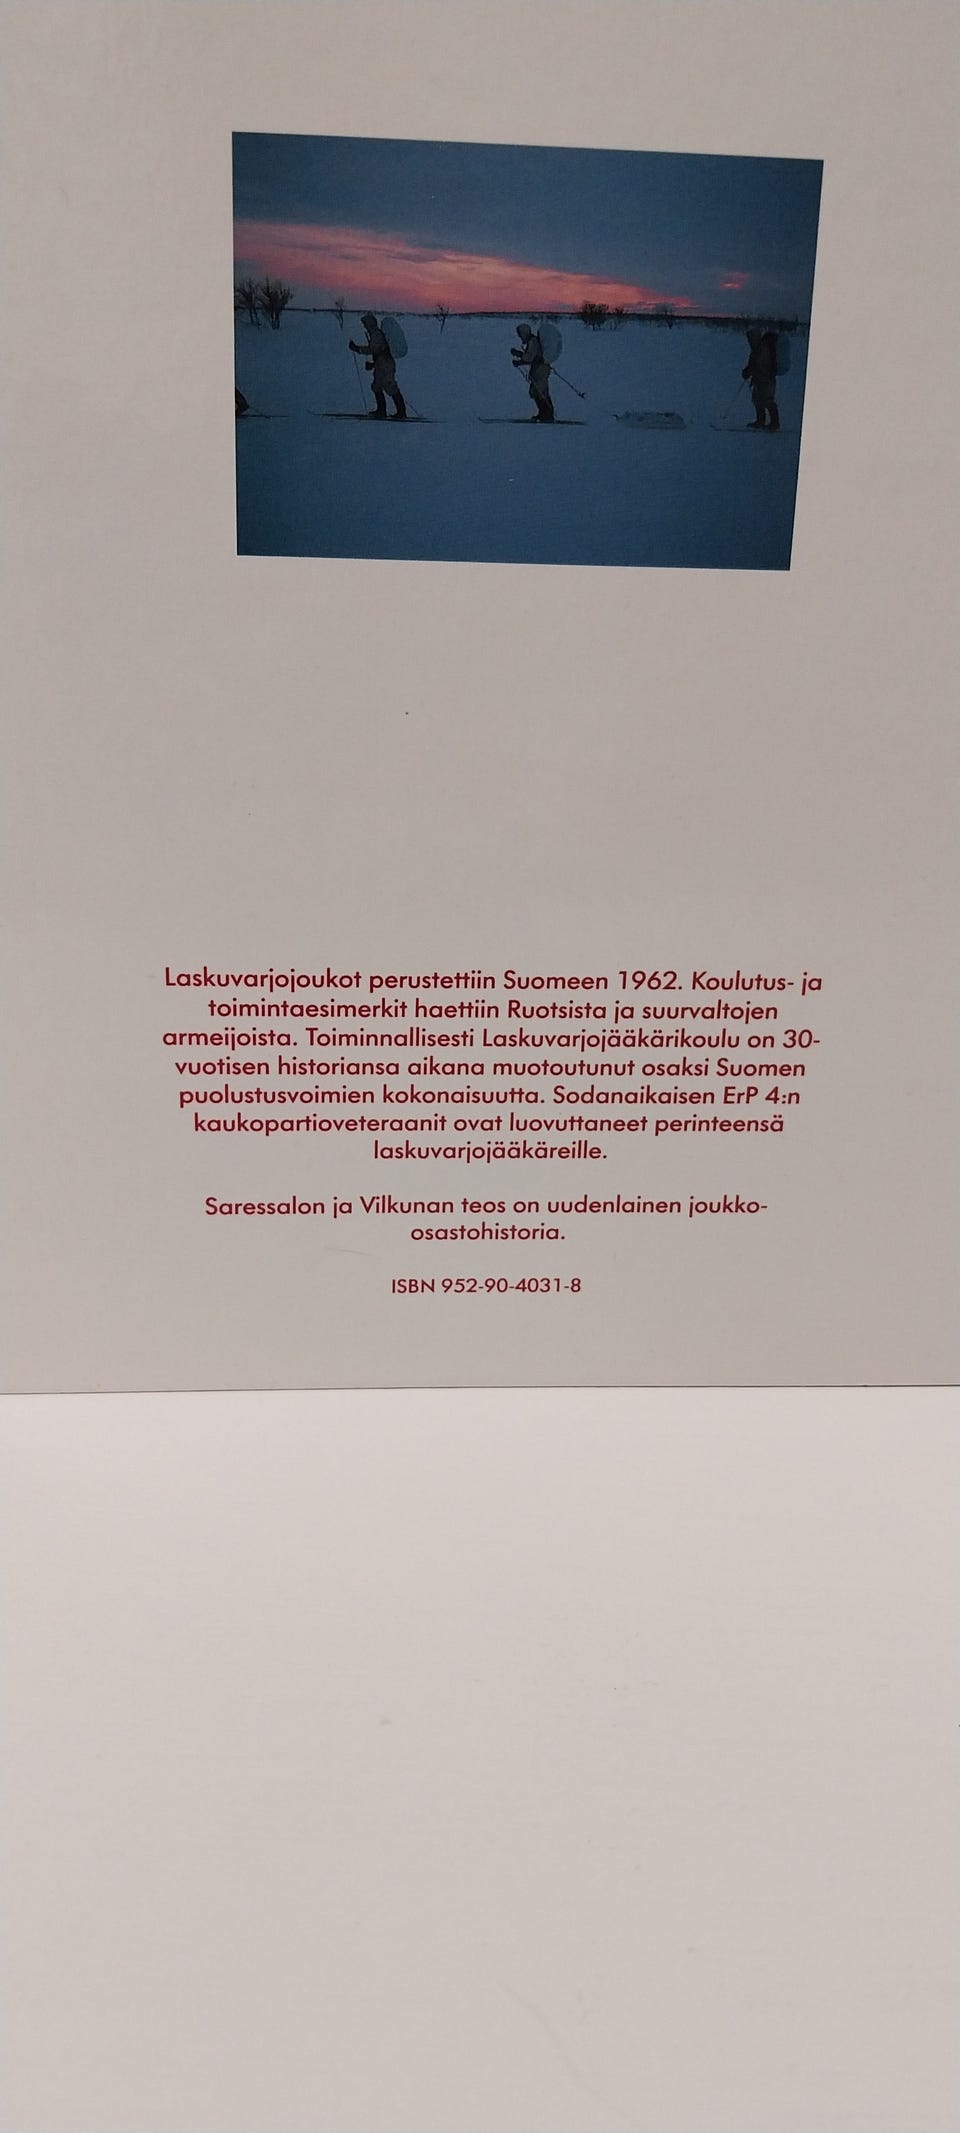 Laskuvarjojoukot perustettiin Suomeen 1962. Koulutus- ja
toimintaesimerkit haettiin Ruotsista ja suurvaltojen
armeijoista. Toiminnallisesti Laskuvarjojääkärikoulu on 30-
vuotisen historiansa aikana muotoutunut osaksi Suomen
puolustusvoimien kokonaisuutta. Sodanaikaisen ErP 4:n
kaukopartioveteraanit ovat luovuttaneet perinteensä
laskuvarjojääkäreille.
Saressalon ja Vilkunan teos on uudenlainen joukko-
osastohistoria.
ISBN 952-90-4031-8